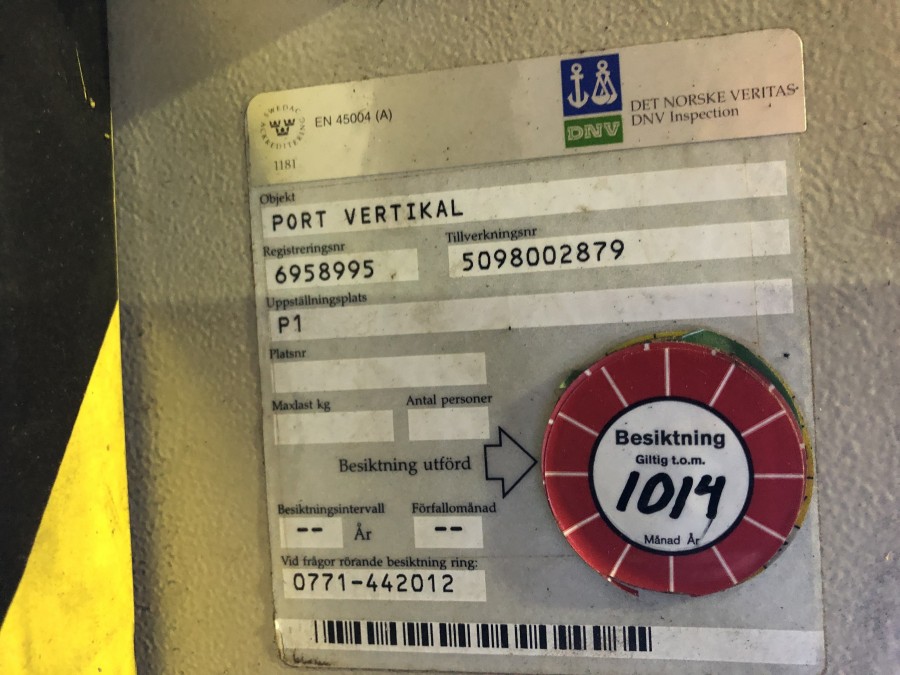 SWEDAC ACKREDITERING
1181
EN 45004 (A)
DNV
DET NORSKE VERITAS
DNV Inspection
Objekt
PORT VERTIKAL
Registreringsnr
6958995
Tillverkningsnr
5098002879
Uppställningsplats
P1
Platsnr
Maxlast kg
Antal personer
Besiktning utförd
Besiktningsintervall
-- År
Förfallomånad
--
Vid frågor rörande besiktning ring:
0771-442012
Besiktning
Giltig t.o.m.
1014
Månad År